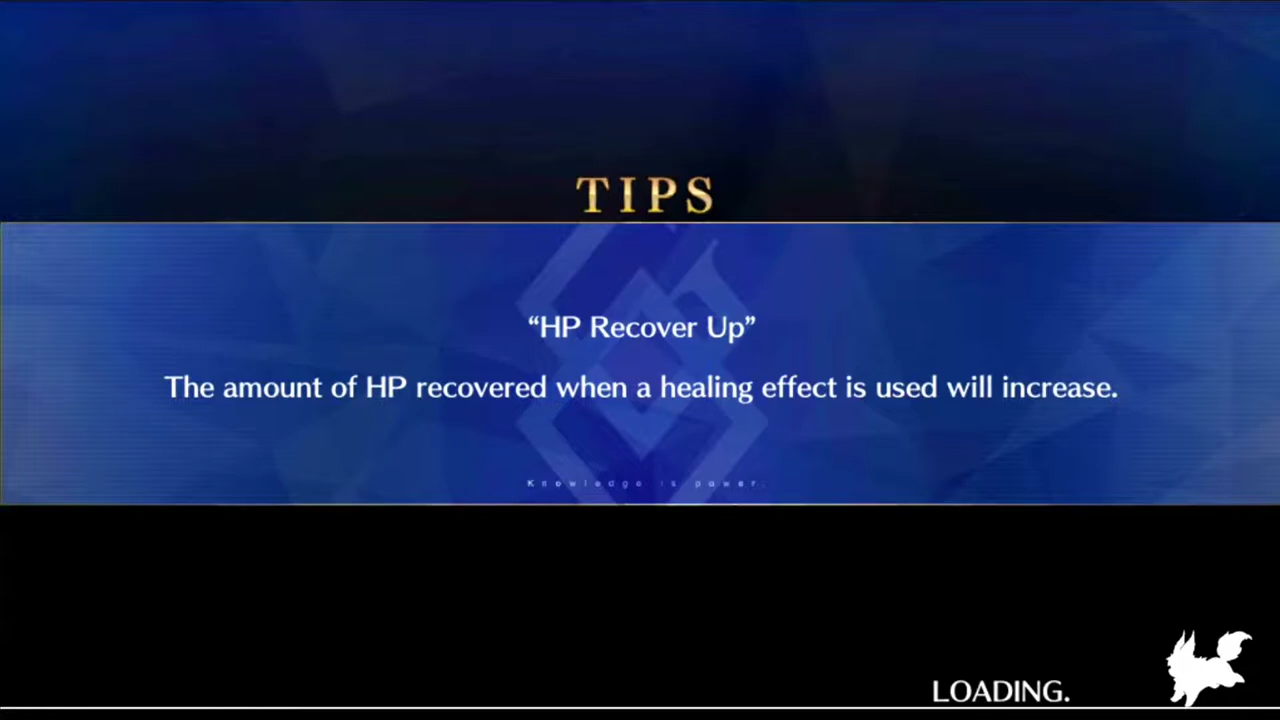 TIPS
“HP Recover Up”
The amount of HP recovered when a healing effect is used will increase.
Knowledge is power.
LOADING.